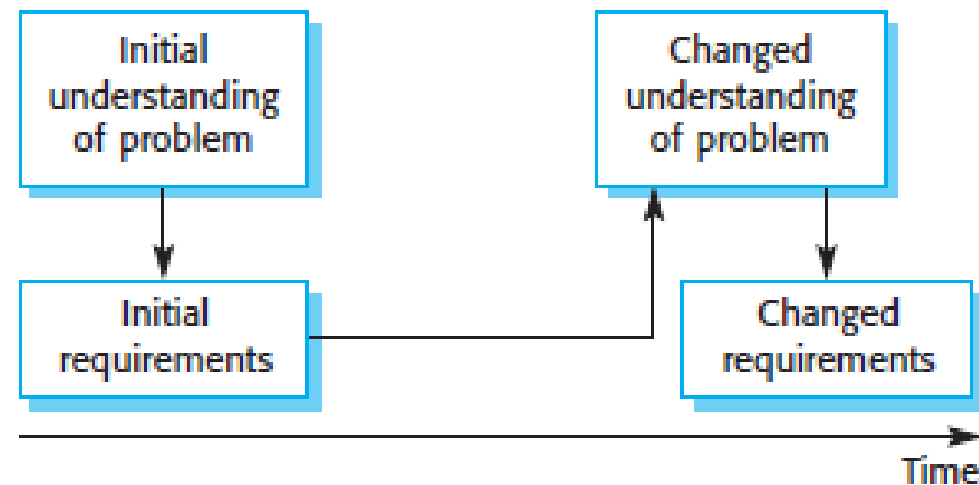 Initial
understanding
of problem
Changed
understanding
of problem
Initial
requirements
Changed
requirements
Time